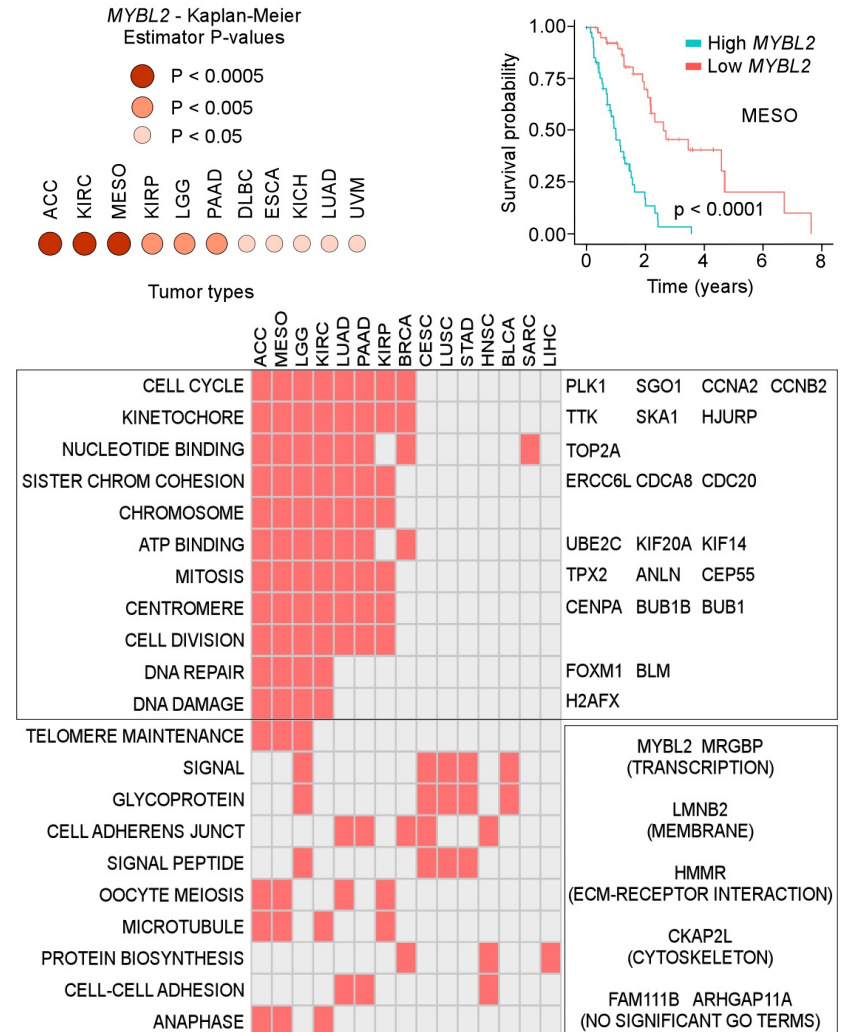 MYBL2 - Kaplan-Meier
Estimator P-values
P < 0.0005
P < 0.005
P < 0.05
ACC KIRC MESO KIRP LGG PAAD DLBC ESCA KICH LUAD UVM
Survival probability
1.00
0.75
0.50
0.25
0.00
High MYBL2
Low MYBL2
MESO
p < 0.0001
0 2 4 6 8
Time (years)
Tumor types
ACC MESO LGG KIRC LUAD PAAD KIRP BRCA CESC LUSC STAD HNSC BLCA SARC LIHC
CELL CYCLE PLK1 SGO1 CCNA2 CCNB2
KINETOCHORE TTK SKA1 HJURP
NUCLEOTIDE BINDING TOP2A
SISTER CHROM COHESION ERCC6L CDCA8 CDC20
CHROMOSOME
ATP BINDING UBE2C KIF20A KIF14
MITOSIS TPX2 ANLN CEP55
CENTROMERE CENPA BUB1B BUB1
CELL DIVISION
DNA REPAIR FOXM1 BLM
DNA DAMAGE H2AFX
TELOMERE MAINTENANCE
SIGNAL
GLYCOPROTEIN
CELL ADHERENS JUNCT
SIGNAL PEPTIDE
OOCYTE MEIOSIS
MICROTUBULE
PROTEIN BIOSYNTHESIS
CELL-CELL ADHESION
ANAPHASE
MYBL2 MRGBP
(TRANSCRIPTION)
LMNB2
(MEMBRANE)
HMMR
(ECM-RECEPTOR INTERACTION)
CKAP2L
(CYTOSKELETON)
FAM111B ARHGAP11A
(NO SIGNIFICANT GO TERMS)